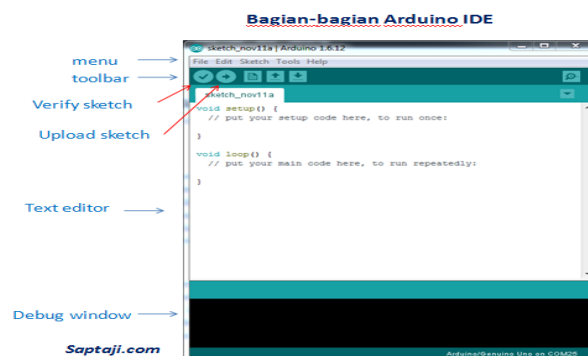 Bagian-bagian Arduino IDE
sketch_nov11a | Arduino 1.6.12
menu
File Edit Sketch Tools Help
toolbar
sketch_nov11a
Verify sketch
void setup() {
// put your setup code here, to run once:
Upload sketch
}
void loop() {
// put your main code here, to run repeatedly:
}
Text editor
Debug window
Saptaji.com
Arduino/Genuino Uno on COM26